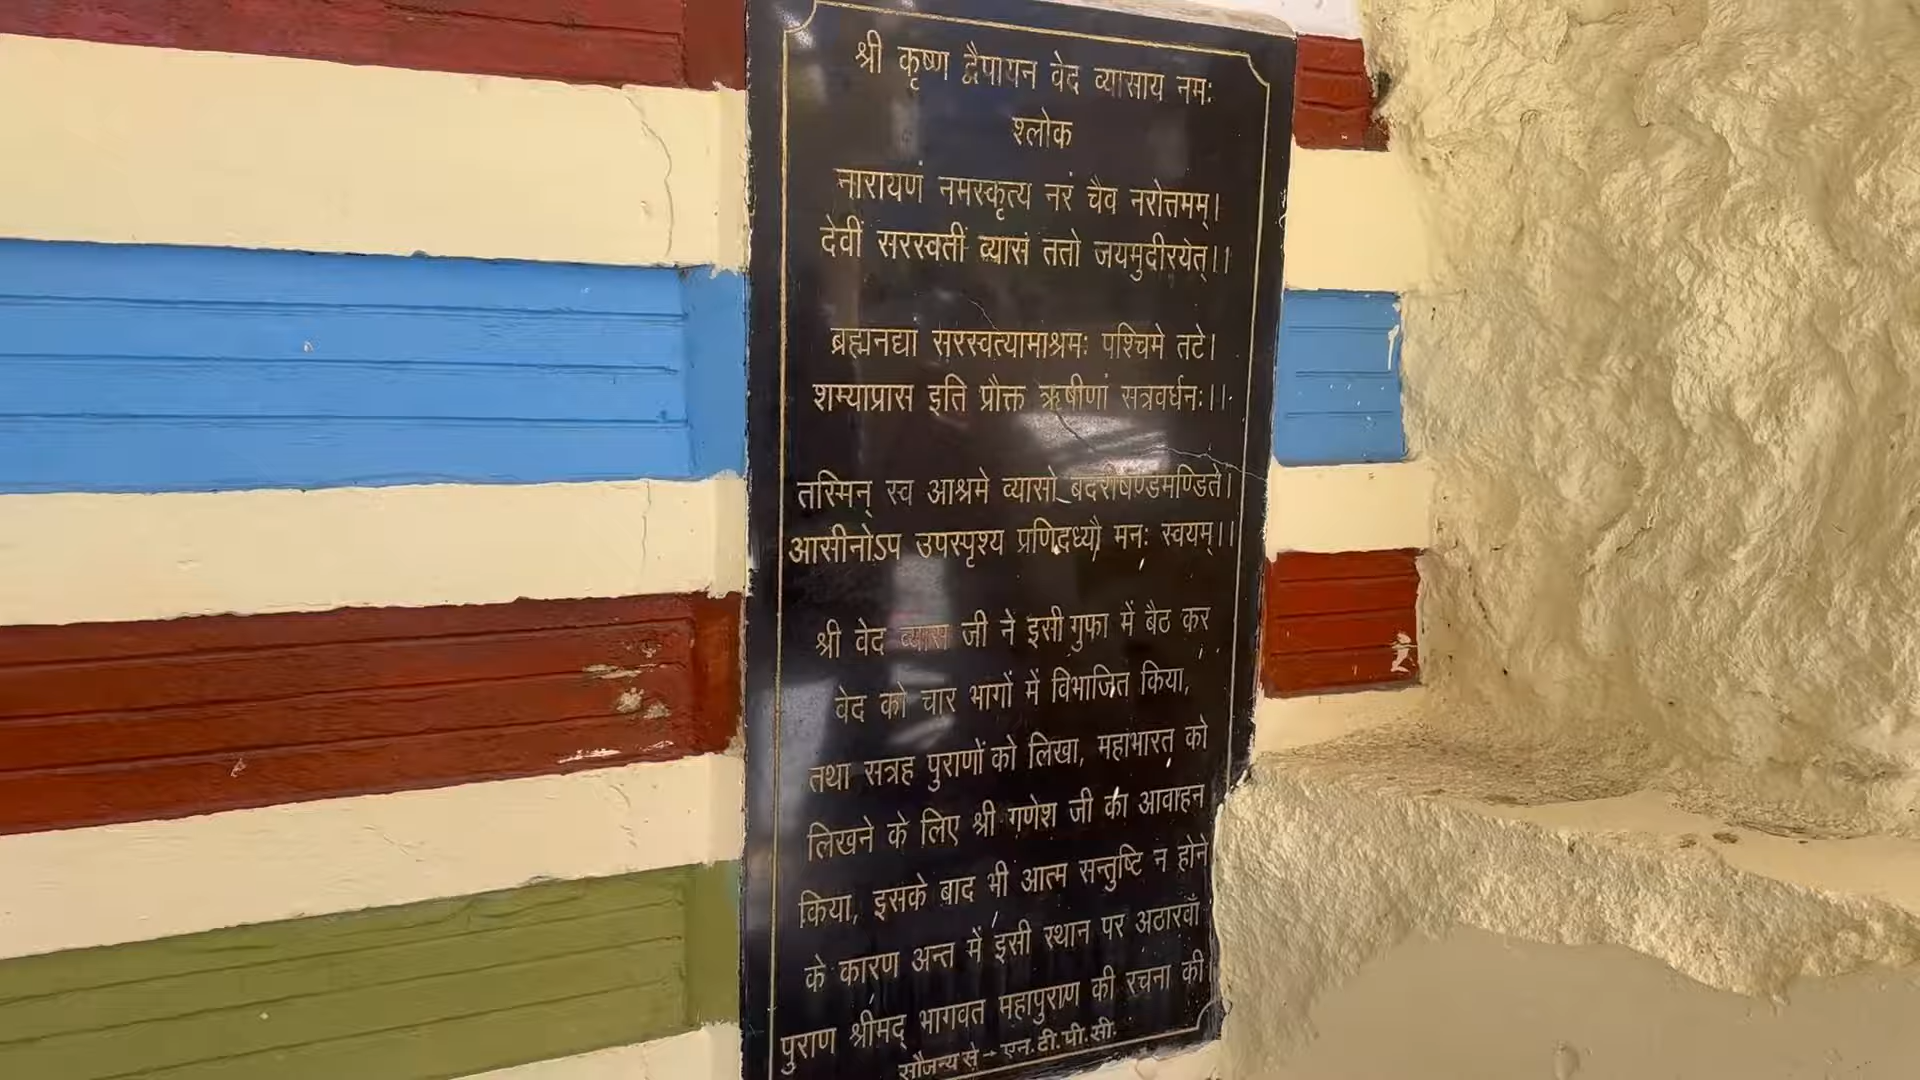 श्री कृष्ण द्वैपायन वेद व्यासाय नमः
श्लोक
नारायणं नमस्कृत्य नरं चैव नरोत्तमम्।
देवीं सरस्वतीं व्यासं ततो जयमुदीरयेत्।।
ब्रह्मनद्या सरस्वत्यामाश्रमः पश्चिमे तटे।
शम्याप्रास इति प्रौक्त ऋषीणां सत्रवर्धनः।।
तस्मिन् स्व आश्रमे व्यासो बदरीषण्डमण्डिते।
आसीनोऽप उपस्पृश्य प्रणिदध्यौ मनः स्वयम्।।
श्री वेद व्यास जी ने इसी गुफा में बैठ कर
वेद को चार भागों में विभाजित किया,
तथा सत्रह पुराणों को लिखा, महाभारत को
लिखने के लिए श्री गणेश जी का आवाहन
किया, इसके बाद भी आत्म सन्तुष्टि न होने
के कारण अन्त में इसी स्थान पर अठारवाँ
पुराण श्रीमद् भागवत महापुराण की रचना की
सौजन्य से - एन.टी.पी.सी.